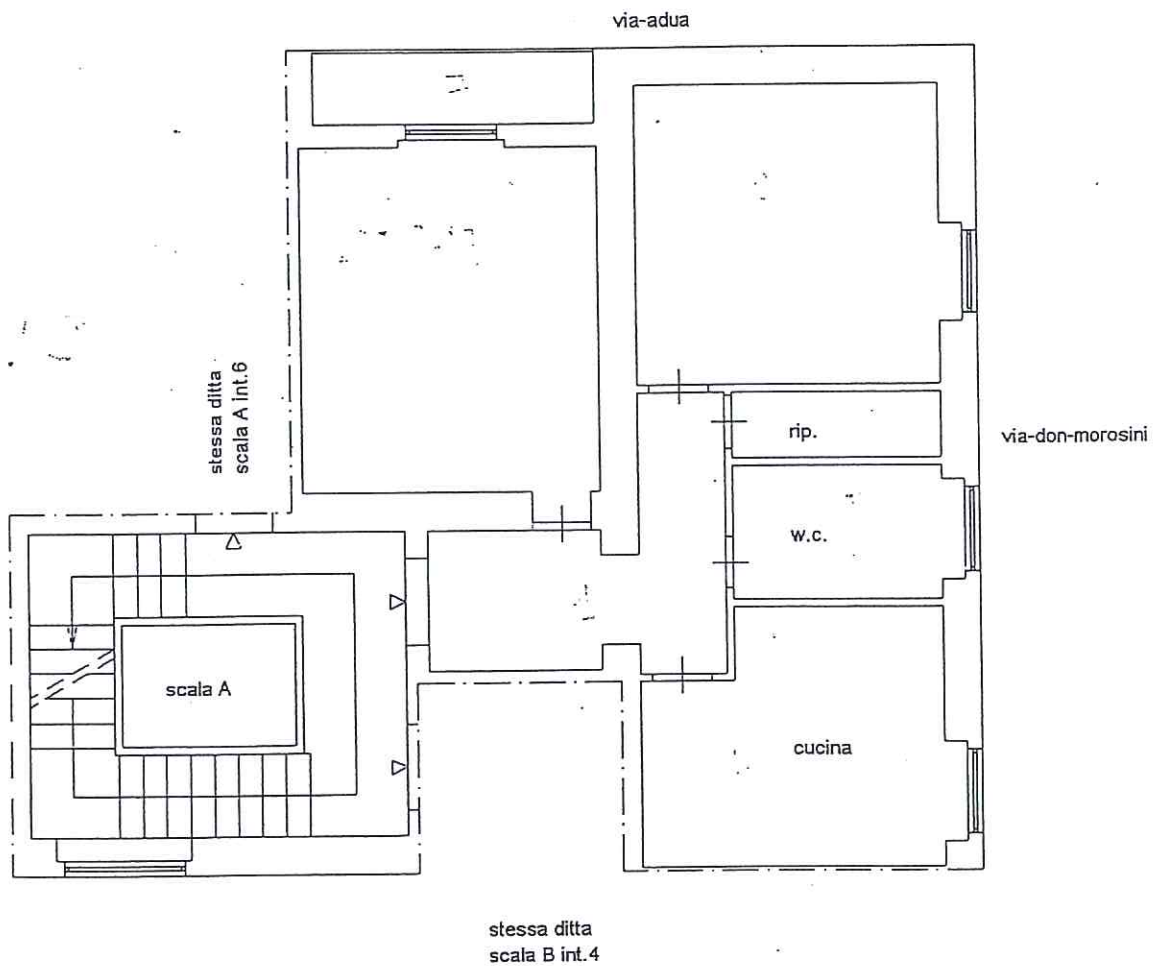 via-adua
stessa ditta
scala A int.6
rip.
via-don-morosini
w.c.
scala A
cucina
stessa ditta
scala B int.4